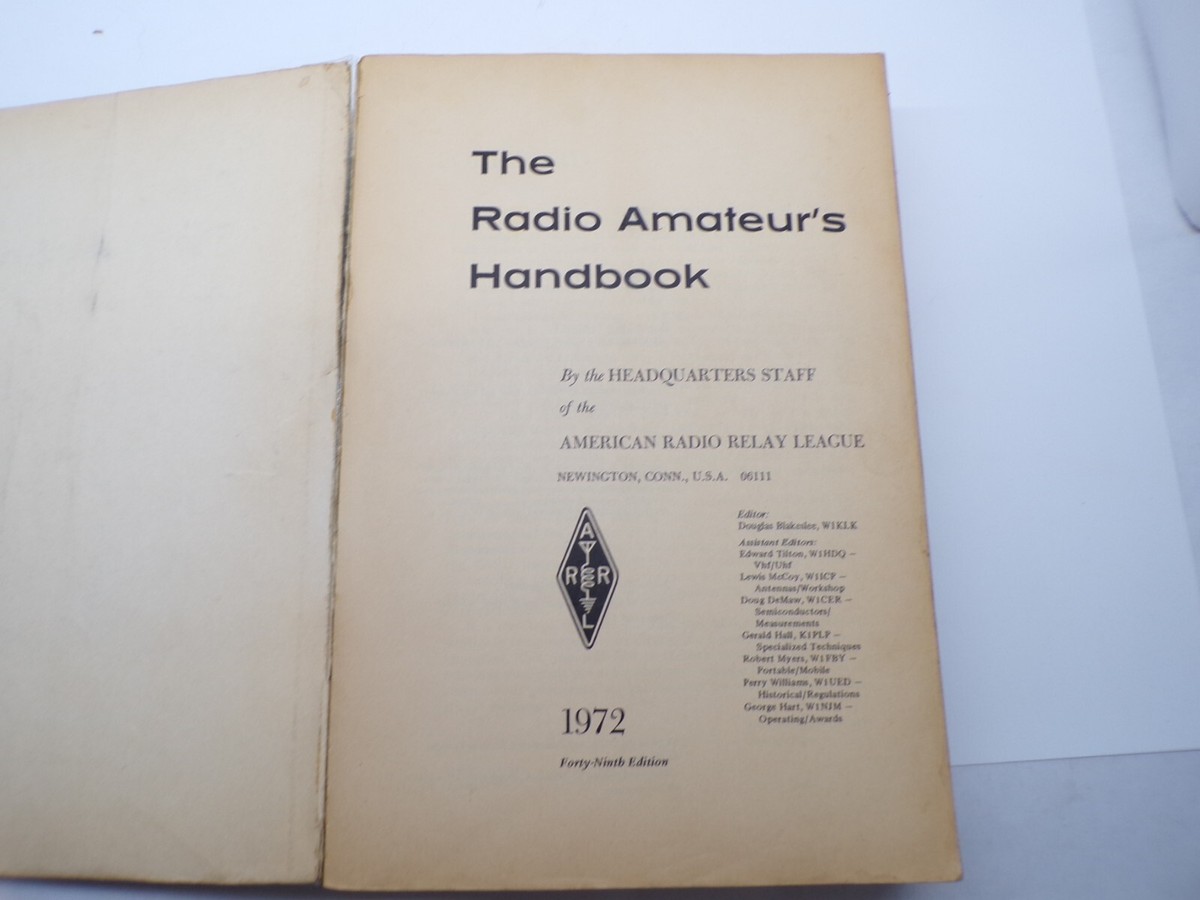 The
Radio Amateur's
Handbook
By the HEADQUARTERS STAFF
of the
AMERICAN RADIO RELAY LEAGUE
NEWINGTON, CONN., U.S.A. 06111
A
R R
L
Editor:
Douglas Blakeslee, W1KLK
Assistant Editors:
Edward Tilton, W1HDQ –
Vhf/Uhf
Lewis McCoy, W1ICP –
Antennas/Workshop
Doug DeMaw, W1CER –
Semiconductors/
Measurements
Gerald Hall, K1PLP –
Specialized Techniques
Robert Myers, W1FBY –
Portable/Mobile
Perry Williams, W1UED –
Historical/Regulations
George Hart, W1NJM –
Operating/Awards
1972
Forty-Ninth Edition